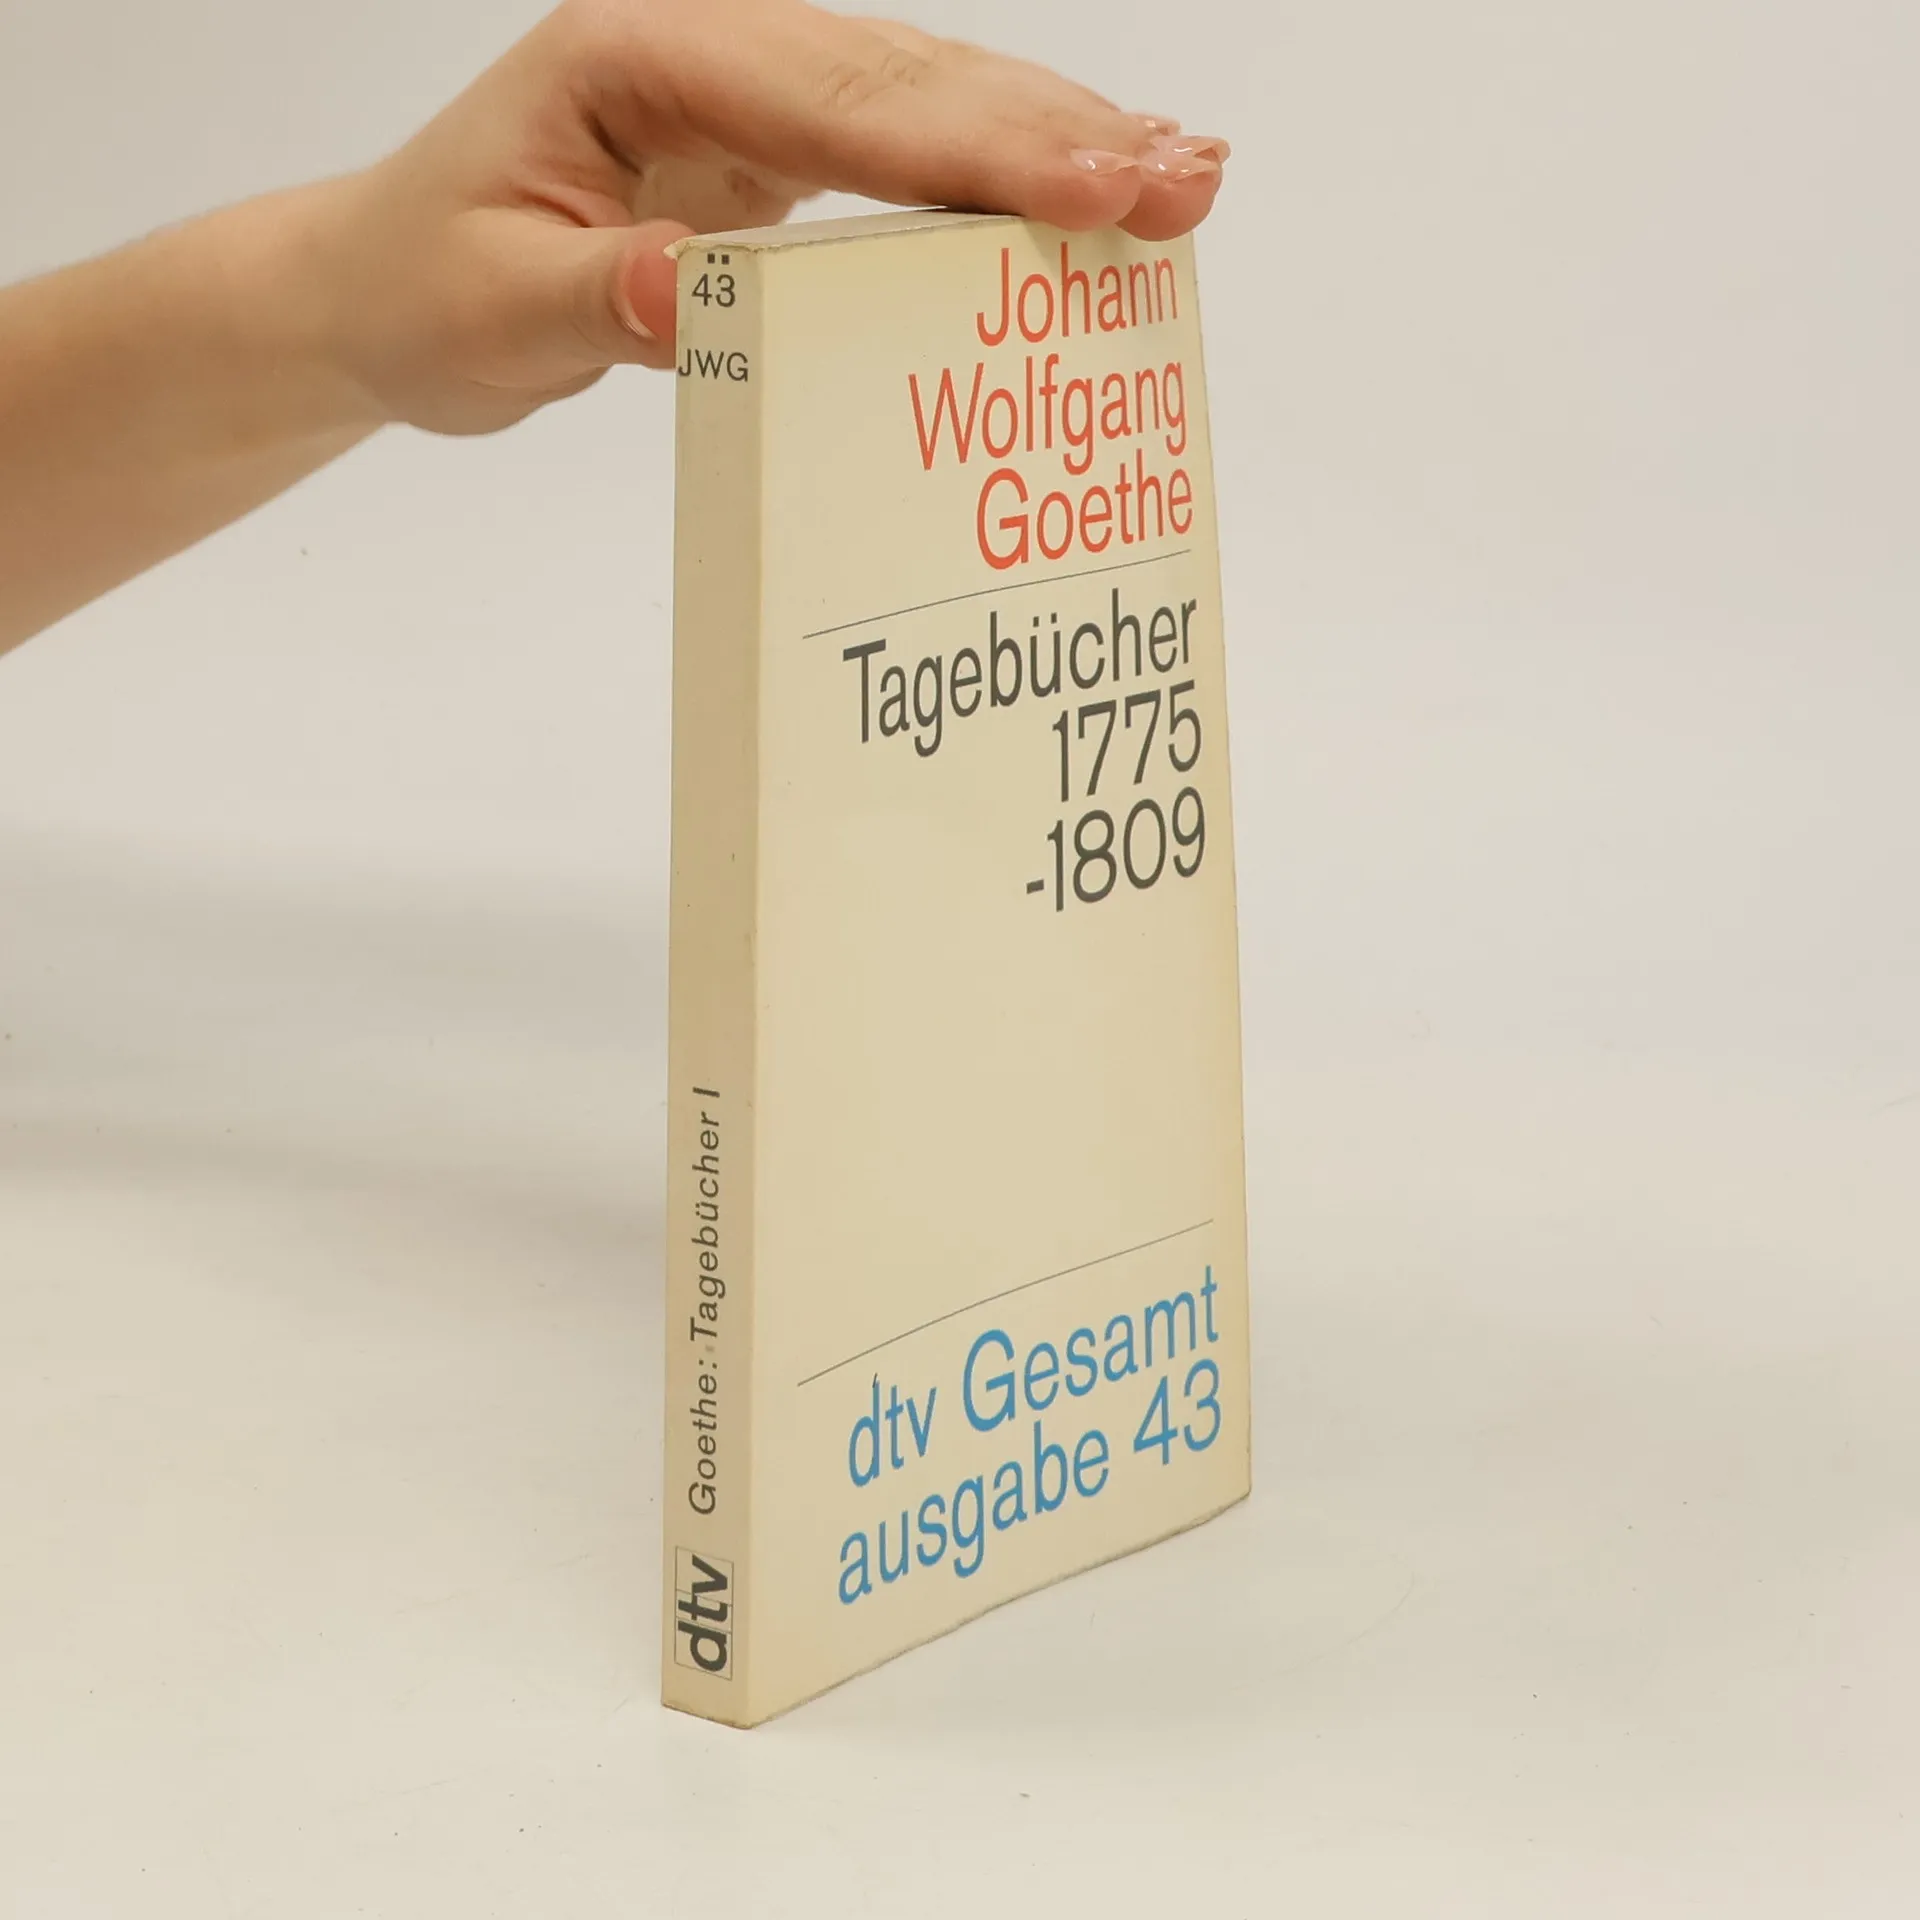 43
JWG
Goethe: Tagebücher I
dtv
Johann
Wolfgang
Goethe
Tagebücher
1775
-1809
dtv Gesamt
ausgabe 43